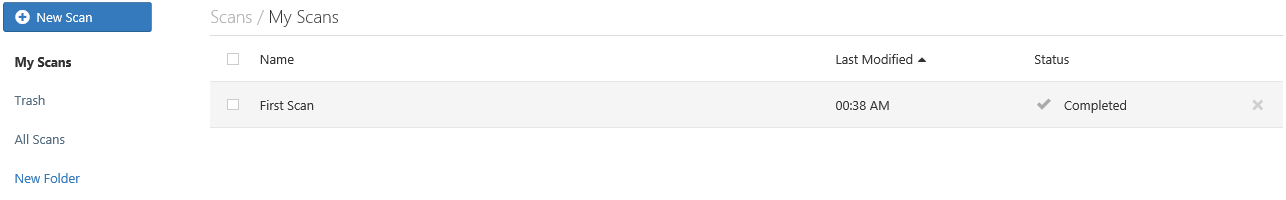 New Scan
Scans / My Scans
My Scans
Trash
All Scans
New Folder
Name Last Modified Status
First Scan 00:38 AM Completed